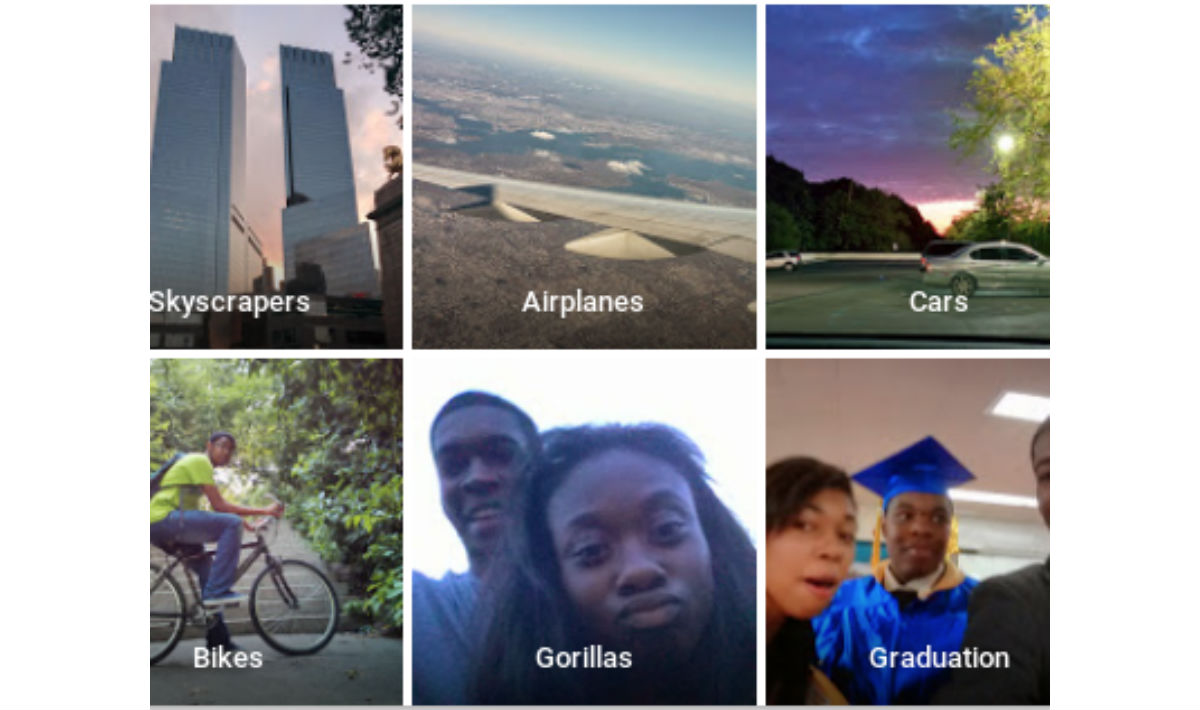 Skyscrapers
Airplanes
Cars
Bikes
Gorillas
Graduation